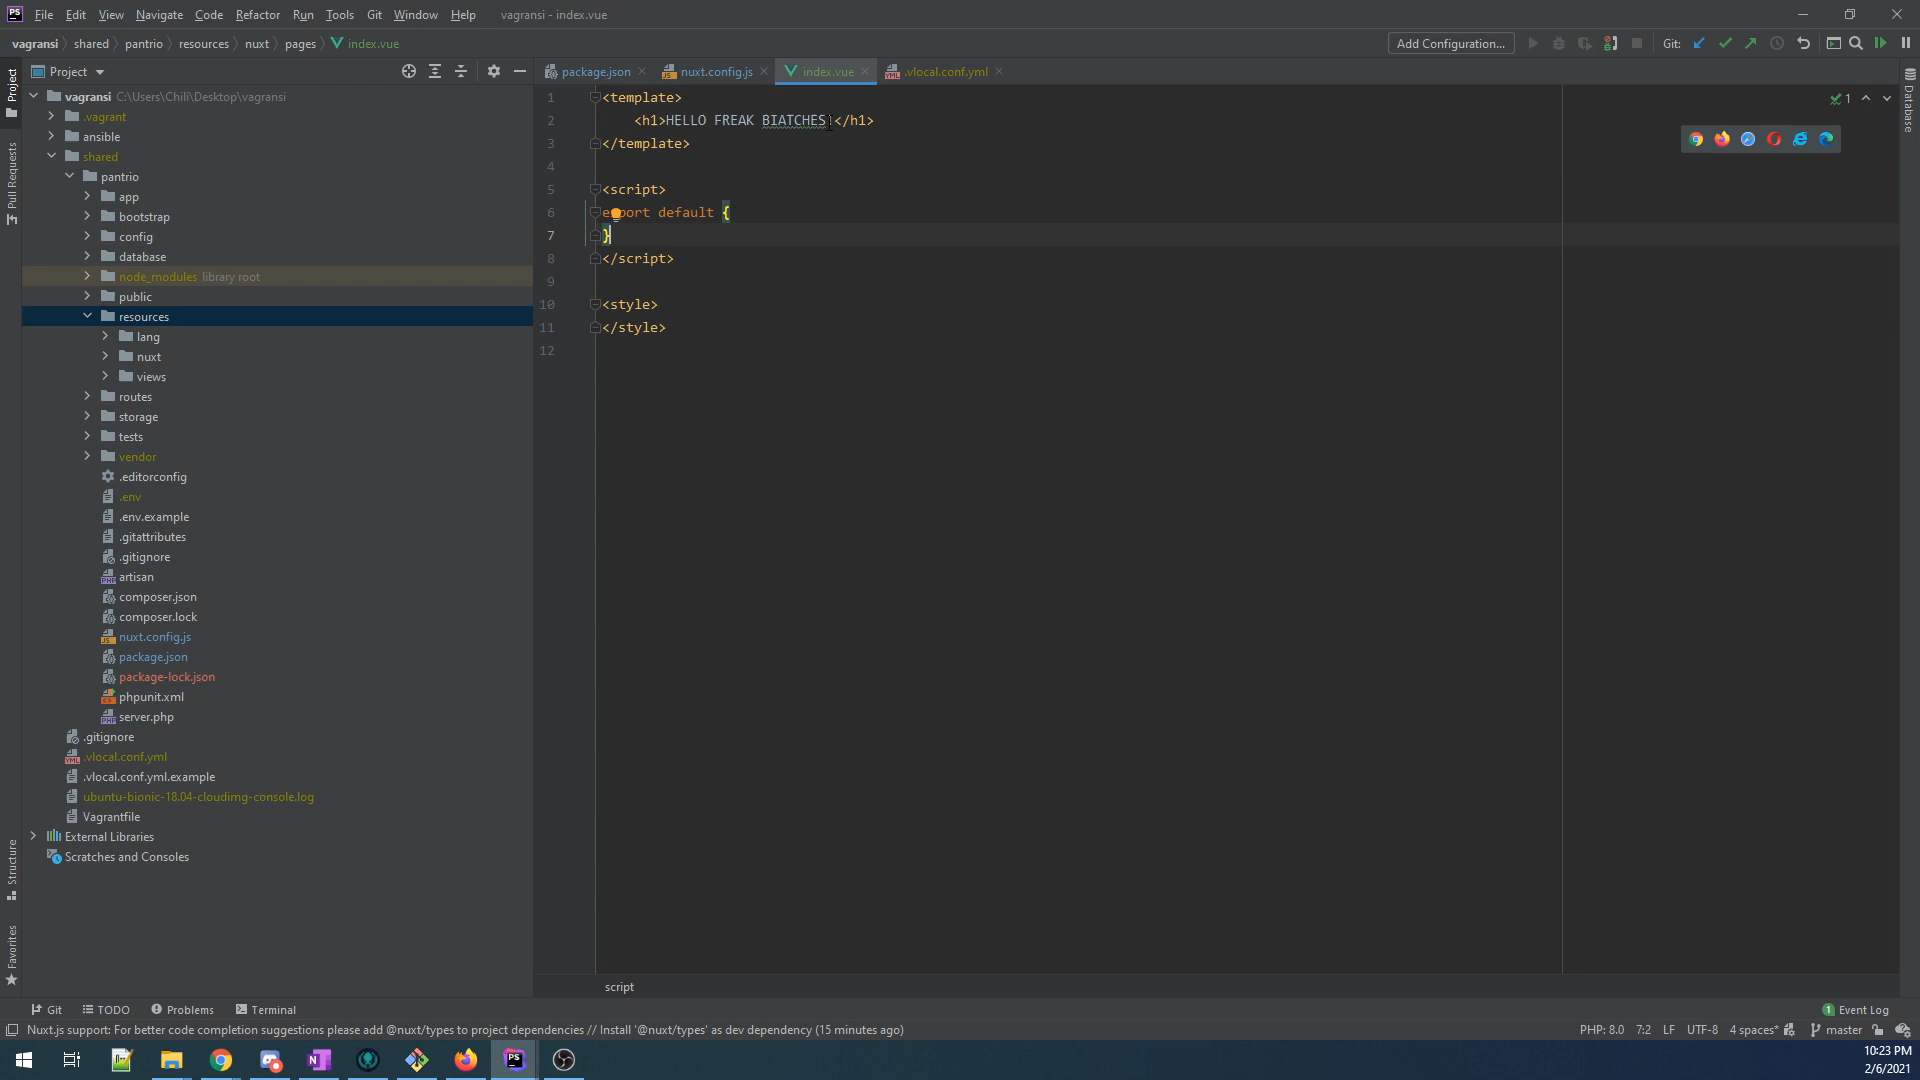 PS File Edit View Navigate Code Refactor Run Tools Git Window Help vagransi - index.vue
vagransi shared pantrio resources nuxt pages index.vue Add Configuration... Git:
Project
package.json nuxt.config.js index.vue .vlocal.conf.yml
Project
Pull Requests
Structure
Favorites
Database
vagransi C:\Users\Chili\Desktop\vagransi
.vagrant
ansible
shared
pantrio
app
bootstrap
config
database
node_modules library root
public
resources
lang
nuxt
views
routes
storage
tests
vendor
.editorconfig
.env
.env.example
.gitattributes
.gitignore
artisan
composer.json
composer.lock
nuxt.config.js
package.json
package-lock.json
phpunit.xml
server.php
.gitignore
.vlocal.conf.yml
.vlocal.conf.yml.example
ubuntu-bionic-18.04-cloudimg-console.log
Vagrantfile
External Libraries
Scratches and Consoles
1 <template>
2 <h1>HELLO FREAK BIATCHES!</h1>
3 </template>
4
5 <script>
6 export default {
7 }
8 </script>
9
10 <style>
11 </style>
12
1
script
Git TODO Problems Terminal 1 Event Log
Nuxt.js support: For better code completion suggestions please add @nuxt/types to project dependencies // Install '@nuxt/types' as dev dependency (15 minutes ago) PHP: 8.0 7:2 LF UTF-8 4 spaces* master
10:23 PM
2/6/2021